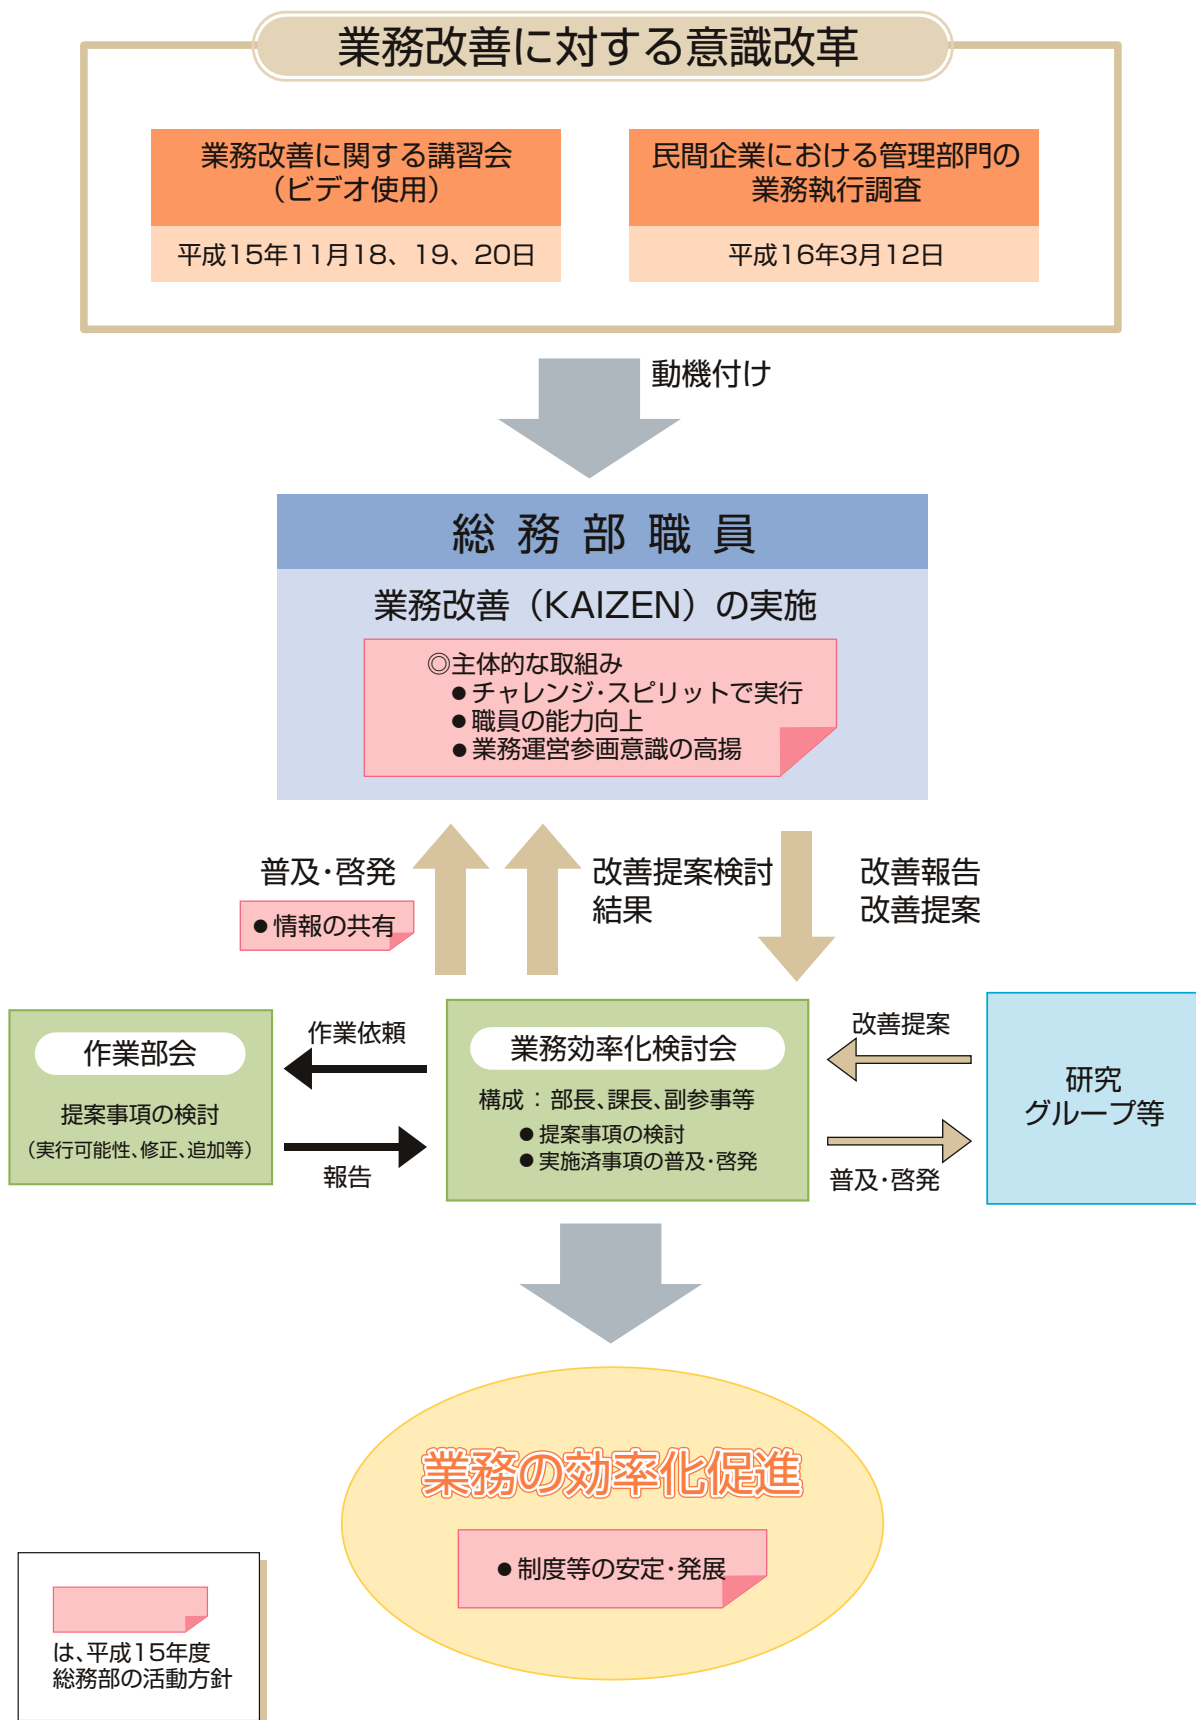 業務改善に対する意識改革
業務改善に関する講習会
（ビデオ使用）
平成15年11月18、19、20日
民間企業における管理部門の
業務執行調査
平成16年3月12日
動機付け
総務部職員
業務改善（KAIZEN）の実施
◎主体的な取組み
●チャレンジ・スピリットで実行
●職員の能力向上
●業務運営参画意識の高揚
普及・啓発
●情報の共有
改善提案検討
結果
改善報告
改善提案
作業部会
提案事項の検討
（実行可能性、修正、追加等）
作業依頼
報告
業務効率化検討会
構成：部長、課長、副参事等
●提案事項の検討
●実施済事項の普及・啓発
改善提案
普及・啓発
研究
グループ等
業務の効率化促進
●制度等の安定・発展
は、平成15年度
総務部の活動方針